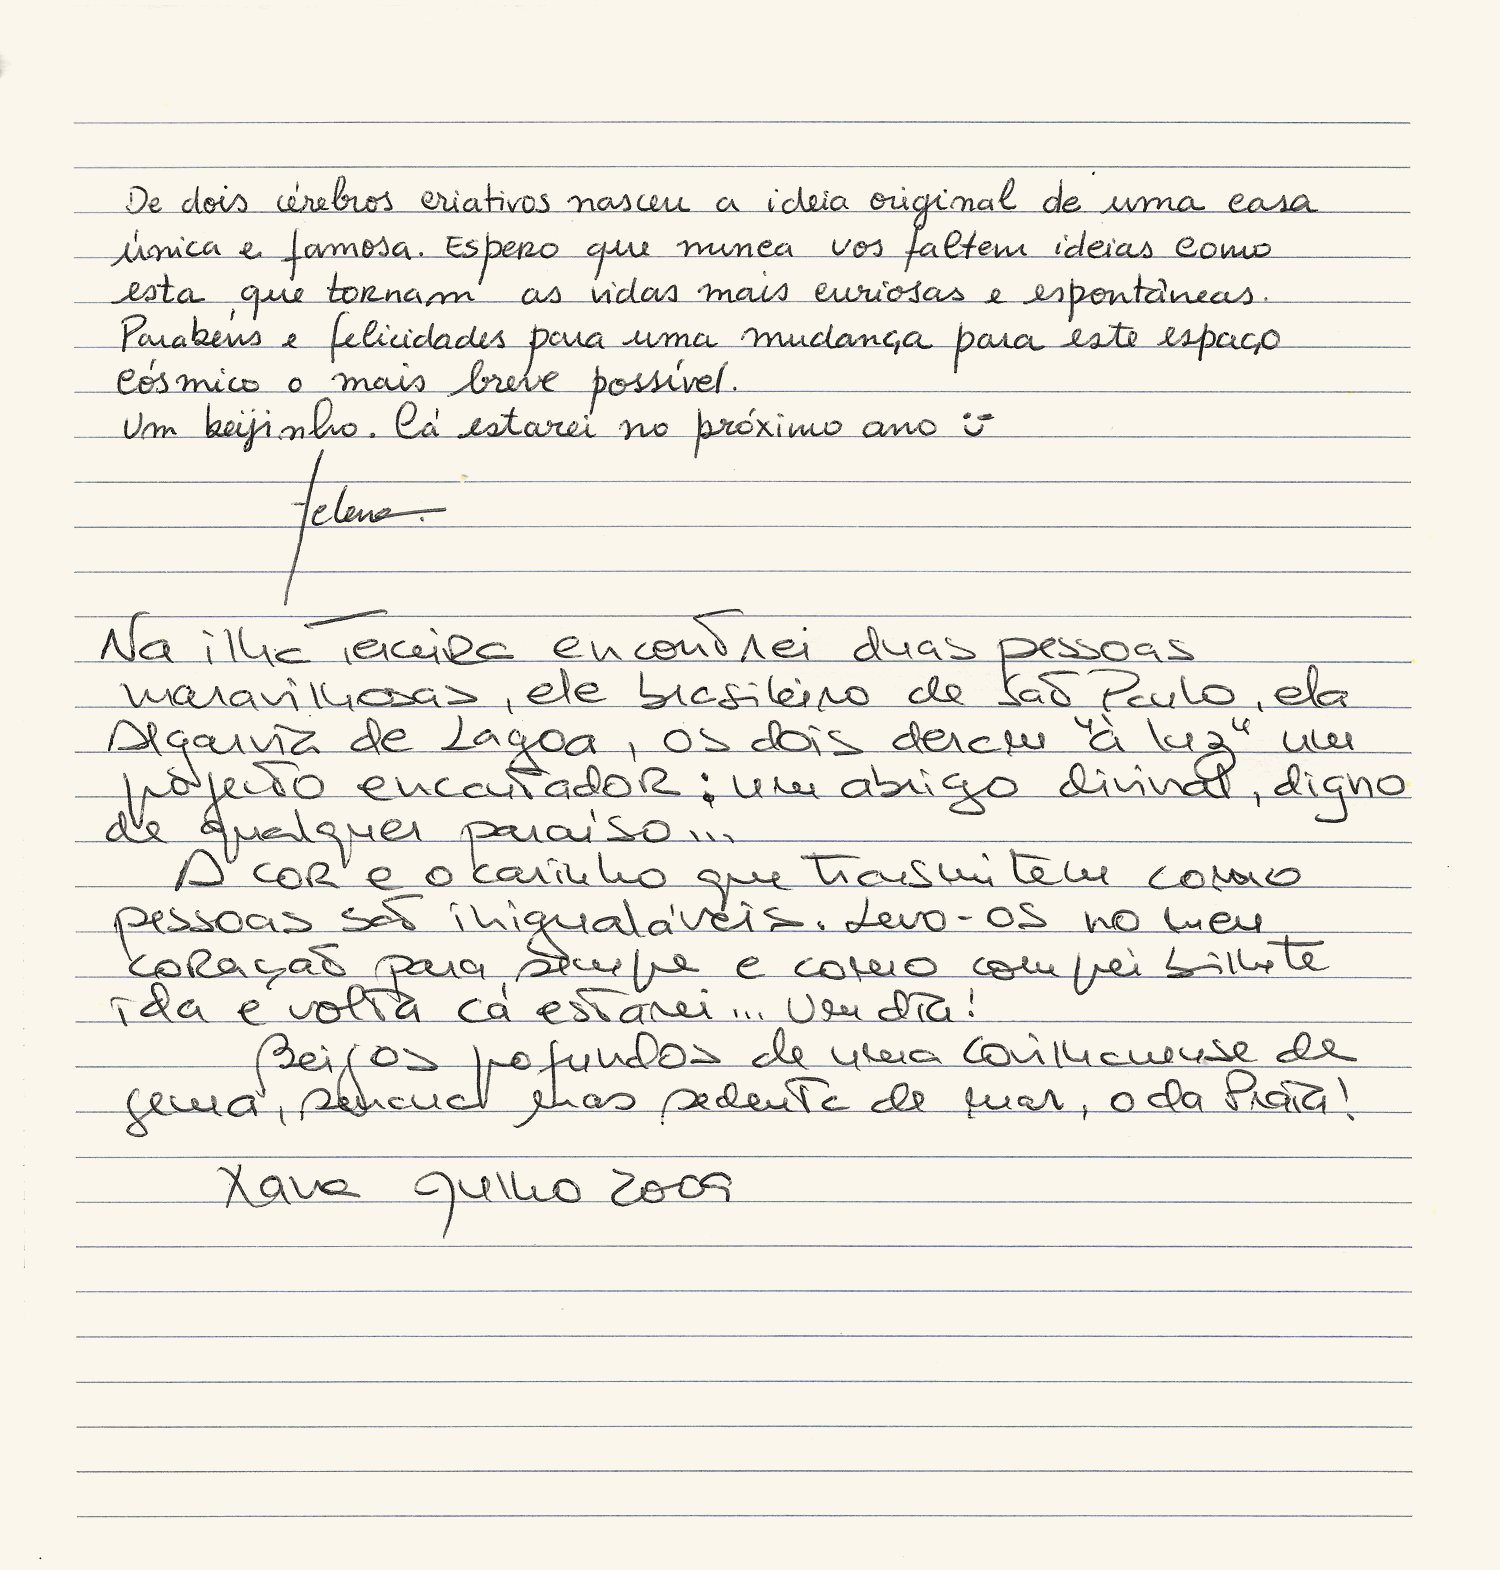 De dois cérebros criativos nasceu a ideia original de uma casa
única e famosa. Espero que nunca vos faltem ideias como
esta, que tornam as vidas mais curiosas e espontâneas.
Parabéns e felicidades para uma mudança para este espaço
cósmico o mais breve possível.
Um beijinho. Cá estarei no próximo ano :)
Na ilha Terceira encontrei duas pessoas
maravilhosas, ele brasileiro de São Paulo, ela
Algarvia de Lagoa, os dois deram "à luz" um
projecto encantador: um abrigo divinal, digno
de qualquer paraíso...
A cor e o carinho que transmitem como
pessoas são inigualáveis. Levo-os no meu
coração para sempre e como comprei bilhete
ida e volta cá estarei... Um dia!
Beijos profundos de uma Covilhanense de
gema, serrana mas sedenta de mar, o da Praia!
Xana Julho 2009